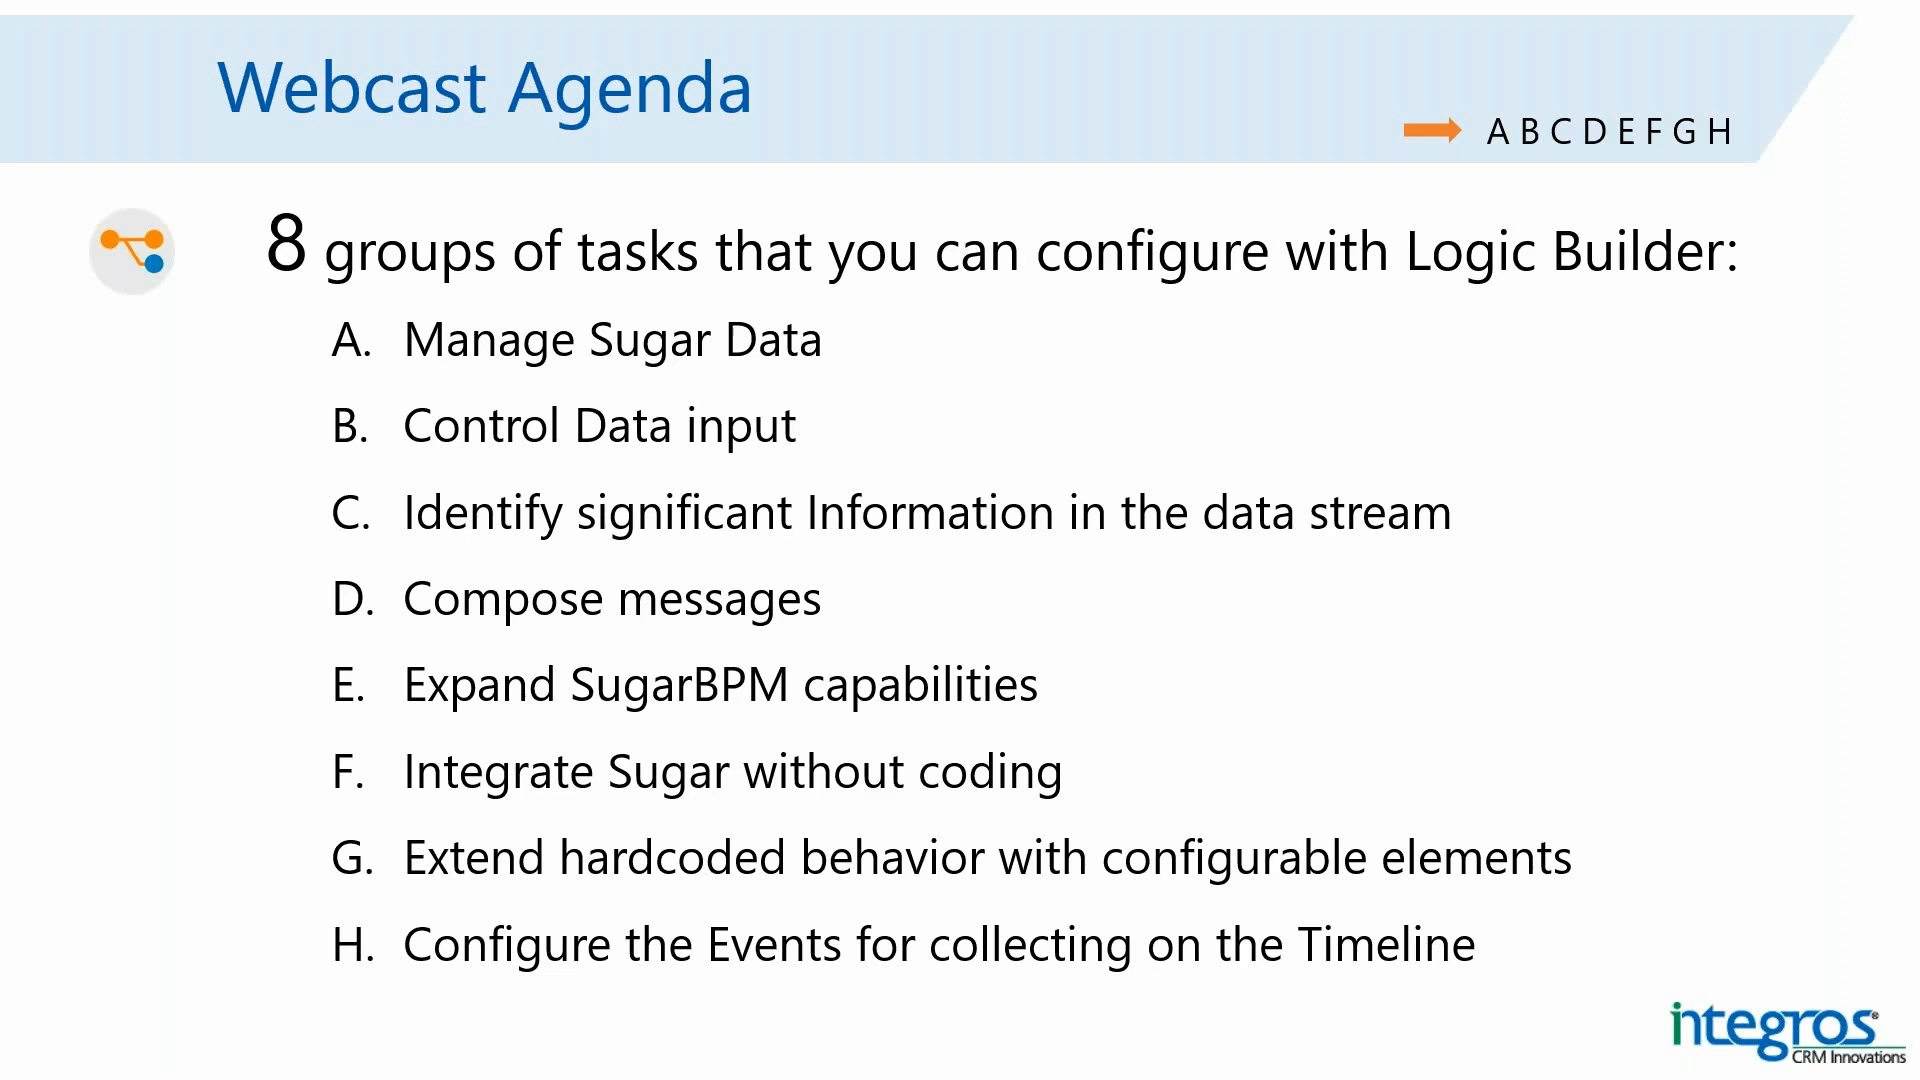 Webcast Agenda
A B C D E F G H
8 groups of tasks that you can configure with Logic Builder:
A. Manage Sugar Data
B. Control Data input
C. Identify significant Information in the data stream
D. Compose messages
E. Expand SugarBPM capabilities
F. Integrate Sugar without coding
G. Extend hardcoded behavior with configurable elements
H. Configure the Events for collecting on the Timeline
integros®
CRM Innovations